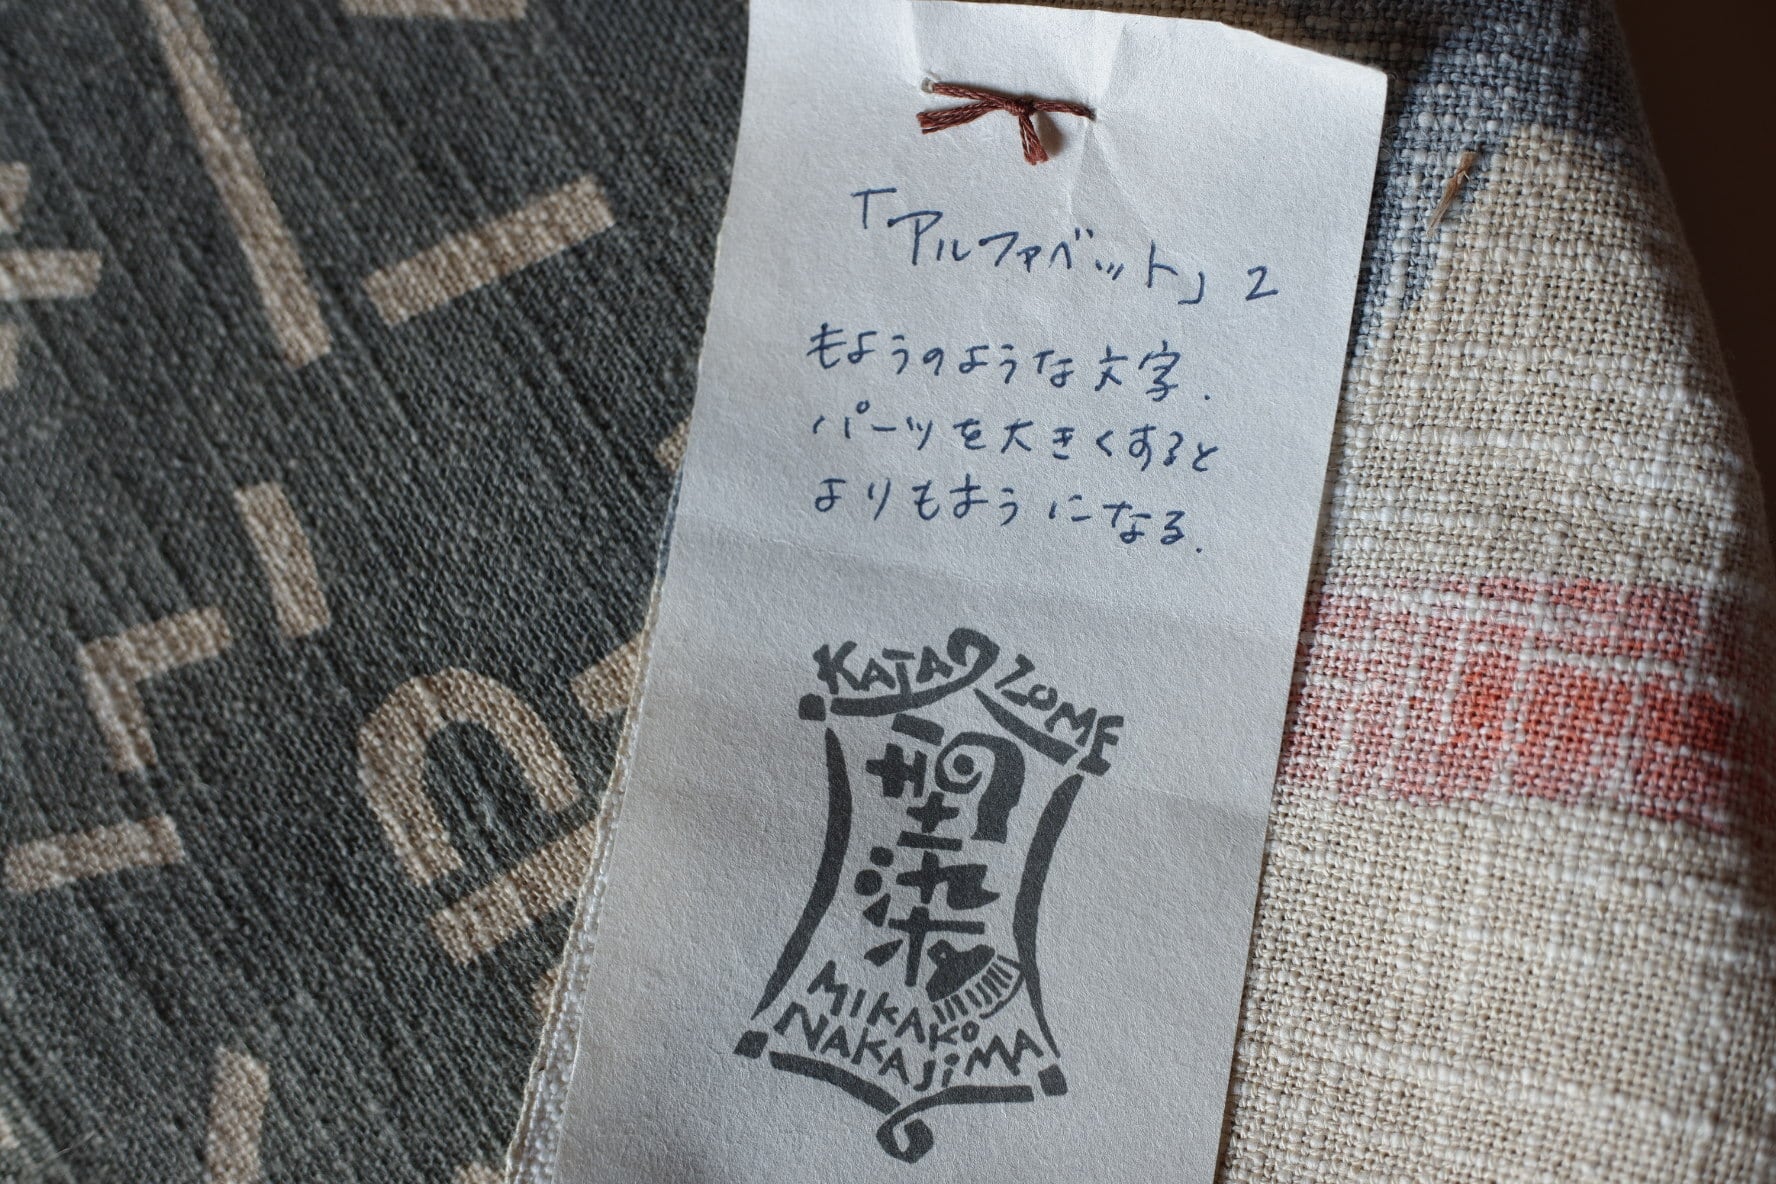 「アルファベット」2
もようのような文字.
パーツを大きくすると
よりもようになる.
KATAZOME
型染
MIKAKO
NAKAJiMA